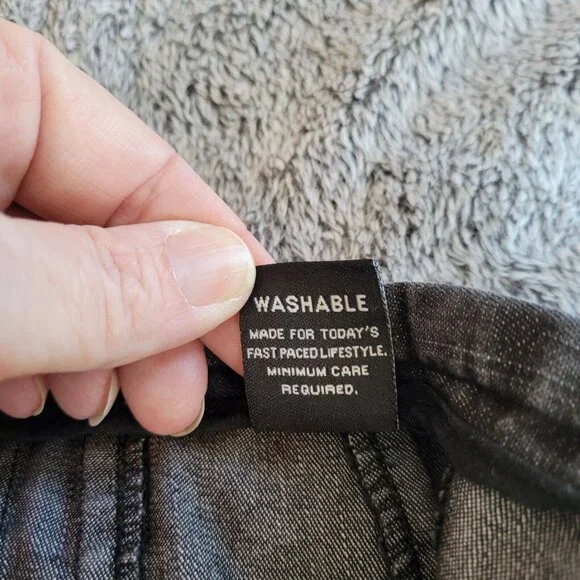 WASHABLE
MADE FOR TODAY'S
FAST PACED LIFESTYLE.
MINIMUM CARE
REQUIRED.